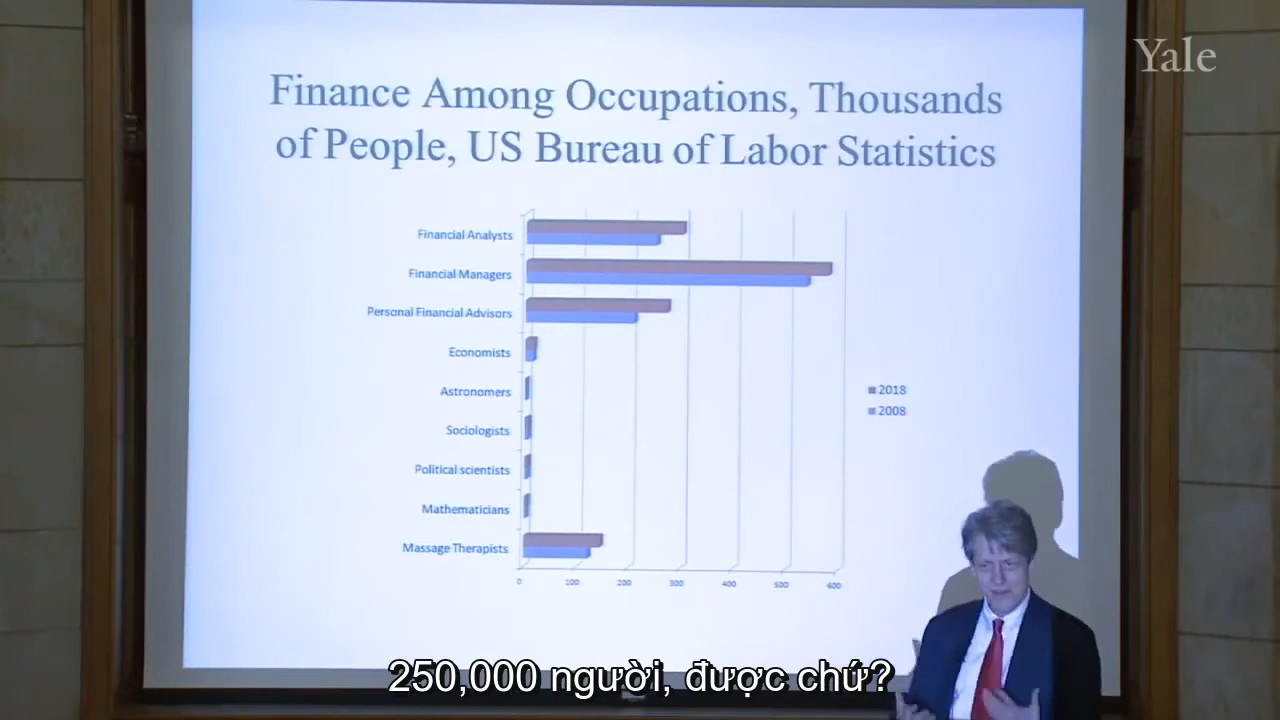 Yale
Finance Among Occupations, Thousands
of People, US Bureau of Labor Statistics
Financial Analysts
Financial Managers
Personal Financial Advisors
Economists
Astronomers
Sociologists
Political scientists
Mathematicians
Massage Therapists
2018
2008
0 100 200 300 400 500 600
250,000 người, được chứ?